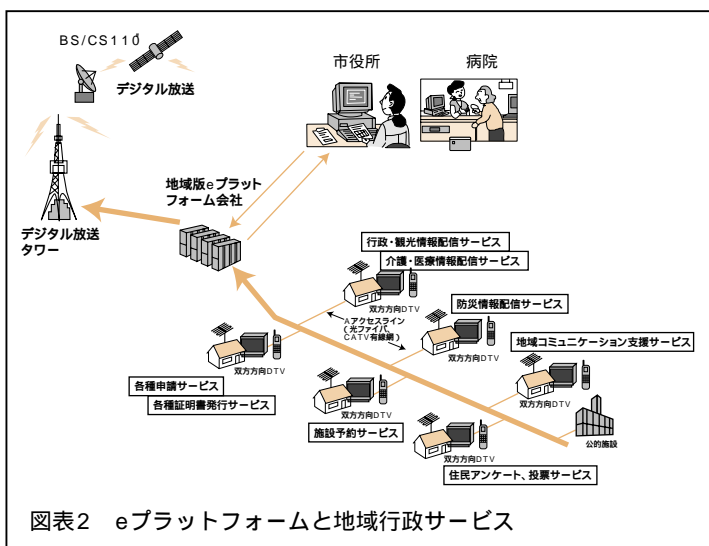 BS/CS110°
デジタル放送
市役所
病院
地域版eプラット
フォーム会社
デジタル放送
タワー
行政・観光情報配信サービス
介護・医療情報配信サービス
双方方向DTV
Aアクセスライン
(光ファイバ、
CATV有線網)
防災情報配信サービス
双方方向DTV
地域コミュニケーション支援サービス
双方方向DTV
双方方向DTV
各種申請サービス
各種証明書発行サービス
双方方向DTV
施設予約サービス
双方方向DTV
住民アンケート、投票サービス
公的施設
図表2 eプラットフォームと地域行政サービス